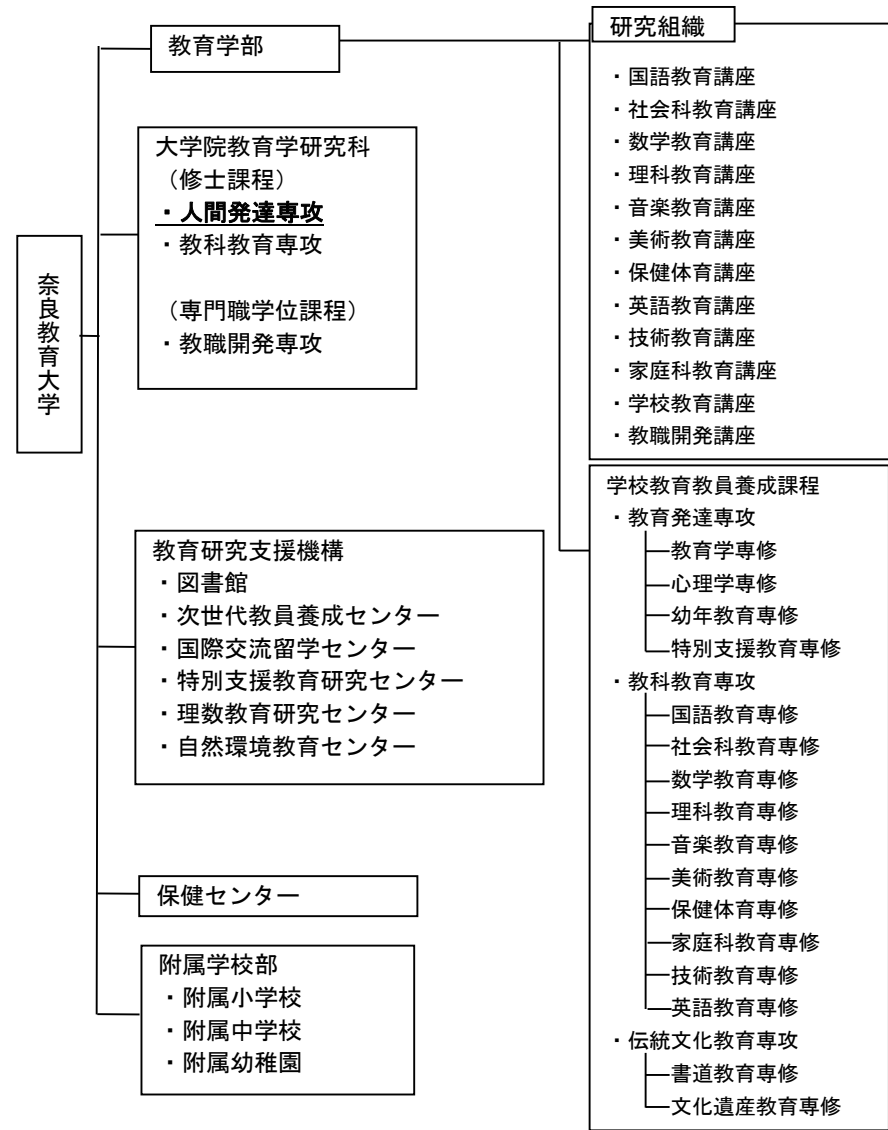 奈良教育大学
教育学部
大学院教育学研究科
（修士課程）
・人間発達専攻
・教科教育専攻
（専門職学位課程）
・教職開発専攻
教育研究支援機構
・図書館
・次世代教員養成センター
・国際交流留学センター
・特別支援教育研究センター
・理数教育研究センター
・自然環境教育センター
保健センター
附属学校部
・附属小学校
・附属中学校
・附属幼稚園
研究組織
・国語教育講座
・社会科教育講座
・数学教育講座
・理科教育講座
・音楽教育講座
・美術教育講座
・保健体育講座
・英語教育講座
・技術教育講座
・家庭科教育講座
・学校教育講座
・教職開発講座
学校教育教員養成課程
・教育発達専攻
教育学専修
心理学専修
幼年教育専修
特別支援教育専修
・教科教育専攻
国語教育専修
社会科教育専修
数学教育専修
理科教育専修
音楽教育専修
美術教育専修
保健体育専修
家庭科教育専修
技術教育専修
英語教育専修
・伝統文化教育専攻
書道教育専修
文化遺産教育専修